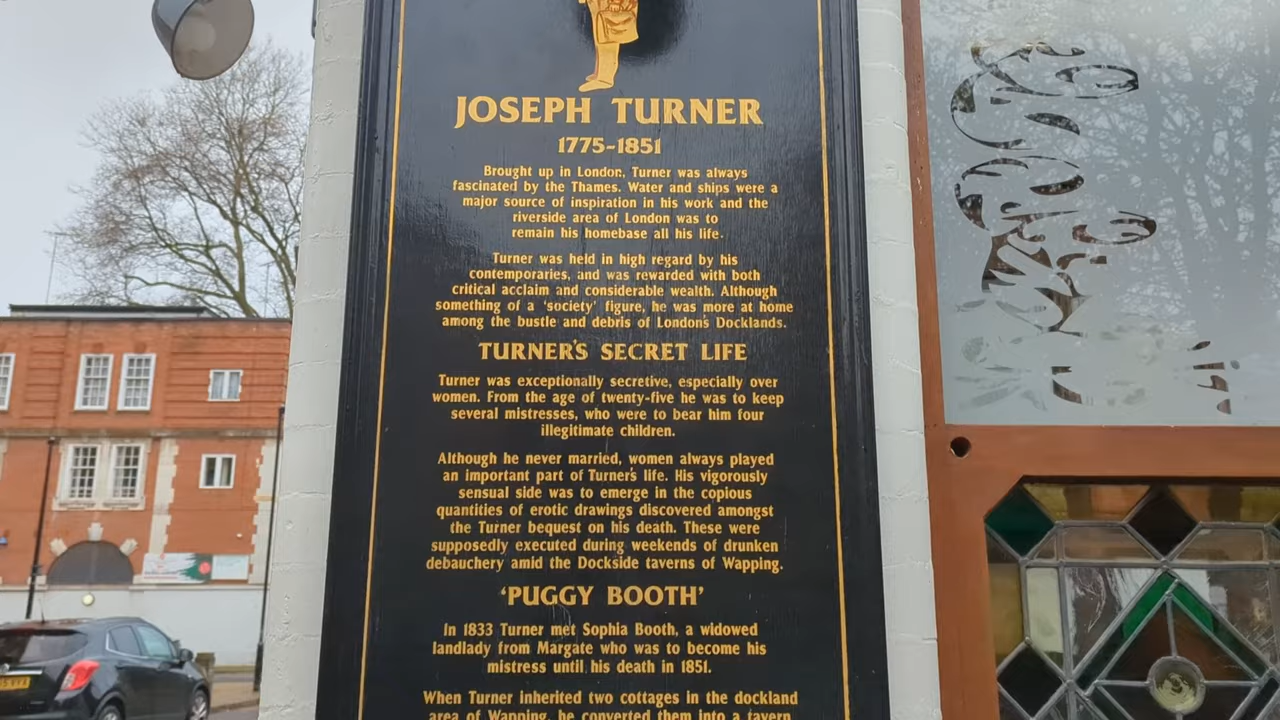 JOSEPH TURNER
1775-1851
Brought up in London, Turner was always
fascinated by the Thames. Water and ships were a
major source of inspiration in his work and the
riverside area of London was to
remain his homebase all his life.
Turner was held in high regard by his
contemporaries, and was rewarded with both
critical acclaim and considerable wealth. Although
something of a 'society' figure, he was more at home
among the bustle and debris of London's Docklands.
TURNER'S SECRET LIFE
Turner was exceptionally secretive, especially over
women. From the age of twenty-five he was to keep
several mistresses, who were to bear him four
illegitimate children.
Although he never married, women always played
an important part of Turner's life. His vigorously
sensual side was to emerge in the copious
quantities of erotic drawings discovered amongst
the Turner bequest on his death. These were
supposedly executed during weekends of drunken
debauchery amid the Dockside taverns of Wapping.
'PUGGY BOOTH'
In 1833 Turner met Sophia Booth, a widowed
landlady from Margate who was to become his
mistress until his death in 1851.
When Turner inherited two cottages in the dockland
area of Wapping, he converted them into a tavern